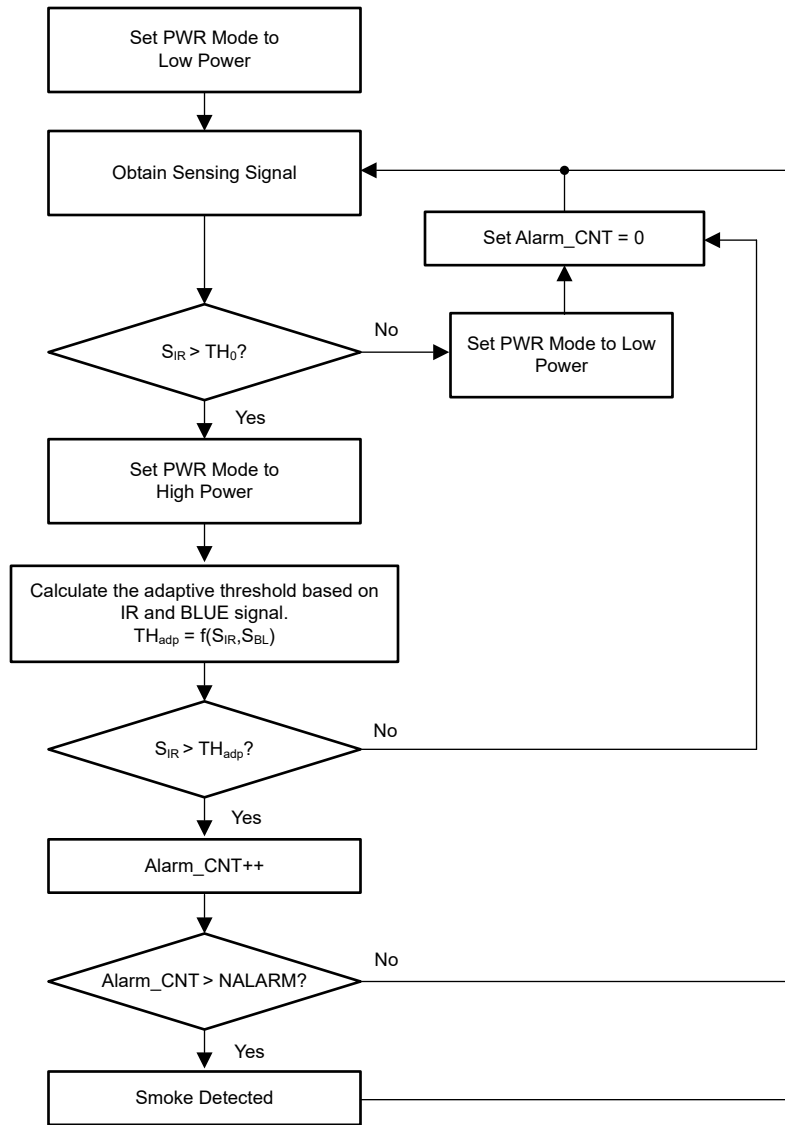 Set PWR Mode to
Low Power
Obtain Sensing Signal
Set Alarm_CNT = 0
S_IR > TH_0?
No
Set PWR Mode to Low
Power
Yes
Set PWR Mode to
High Power
Calculate the adaptive threshold based on
IR and BLUE signal.
TH_adp = f(S_IR,S_BL)
S_IR > TH_adp?
No
Yes
Alarm_CNT++
Alarm_CNT > NALARM?
No
Yes
Smoke Detected